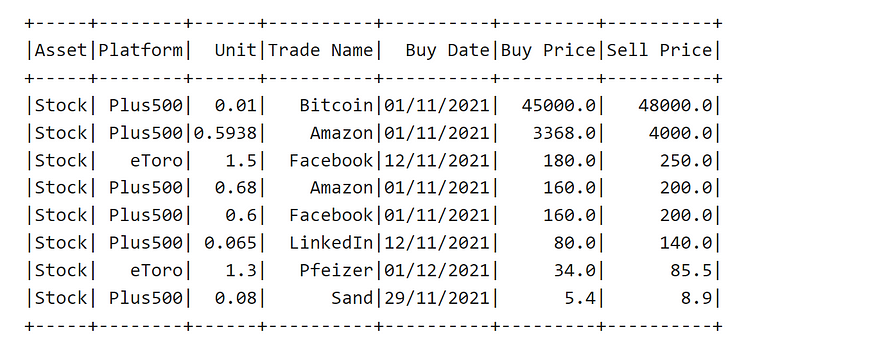 +-----+--------+------+----------+----------+---------+----------+
|Asset|Platform|  Unit|Trade Name|  Buy Date|Buy Price|Sell Price|
+-----+--------+------+----------+----------+---------+----------+
|Stock| Plus500|  0.01|   Bitcoin|01/11/2021|  45000.0|   48000.0|
|Stock| Plus500|0.5938|    Amazon|01/11/2021|   3368.0|    4000.0|
|Stock|   eToro|   1.5|  Facebook|12/11/2021|    180.0|     250.0|
|Stock| Plus500|  0.68|    Amazon|01/11/2021|    160.0|     200.0|
|Stock| Plus500|   0.6|  Facebook|01/11/2021|    160.0|     200.0|
|Stock| Plus500| 0.065|  LinkedIn|12/11/2021|     80.0|     140.0|
|Stock|   eToro|   1.3|   Pfeizer|01/12/2021|     34.0|      85.5|
|Stock| Plus500|  0.08|      Sand|29/11/2021|      5.4|       8.9|
+-----+--------+------+----------+----------+---------+----------+